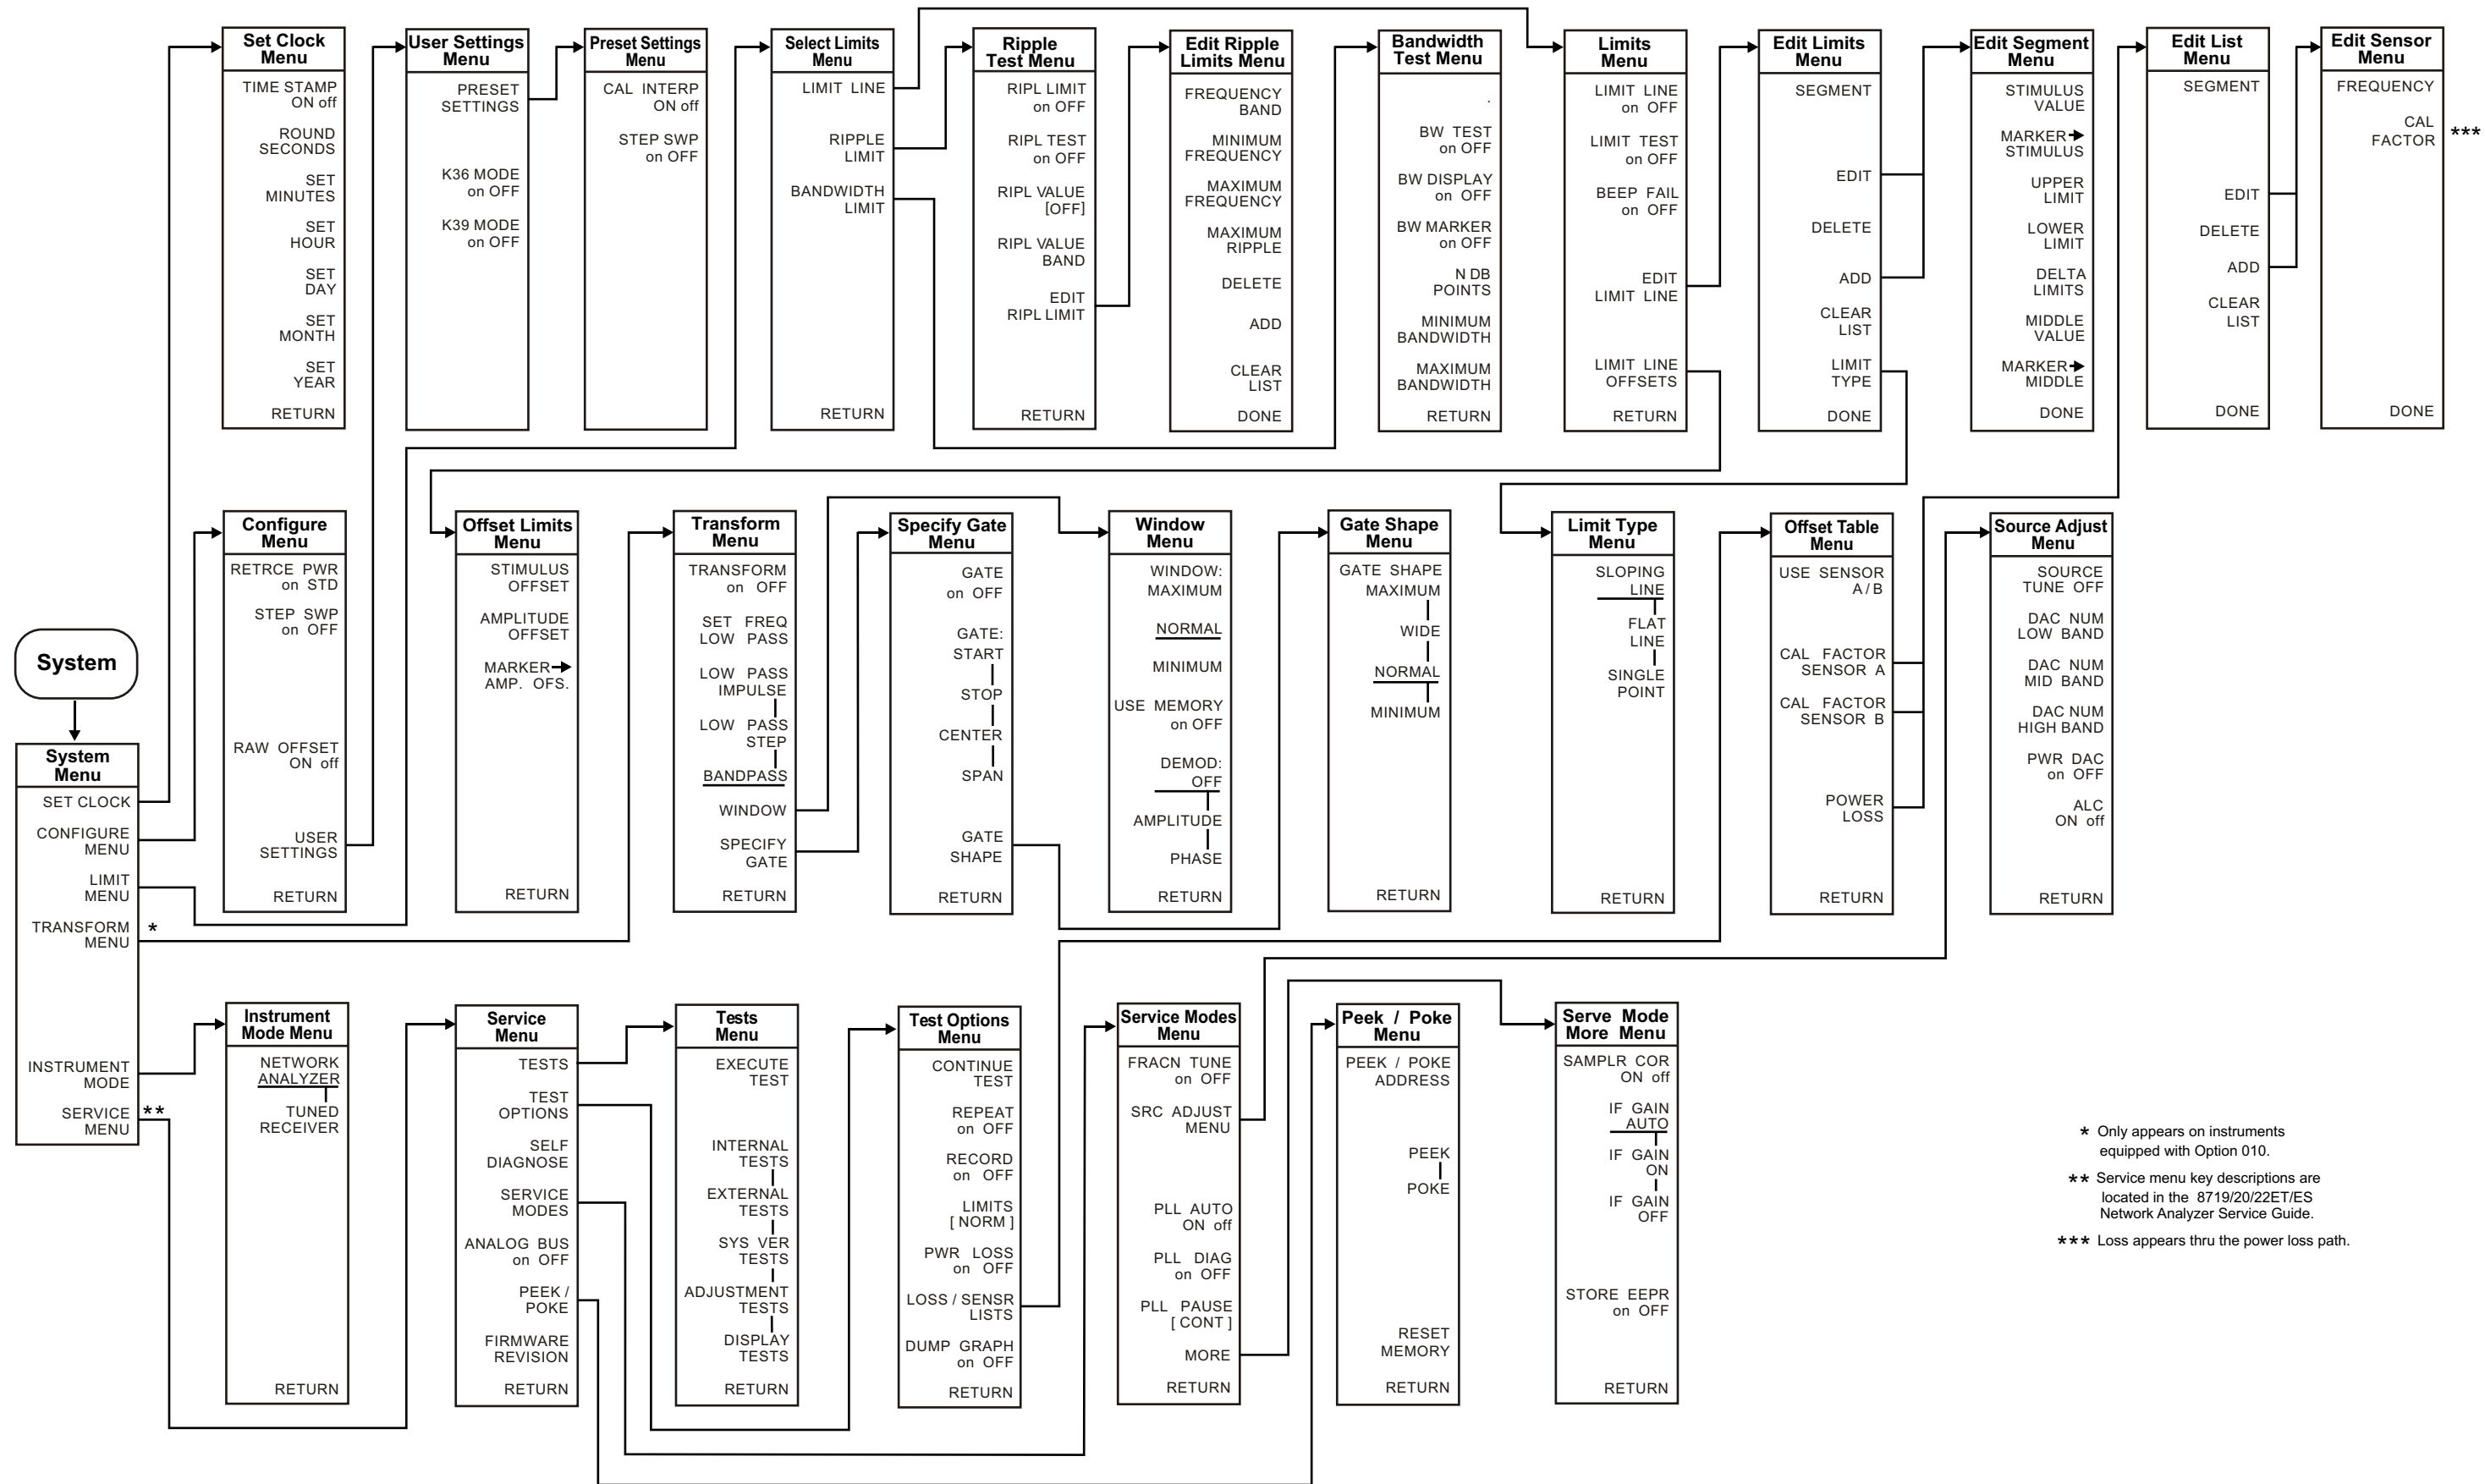 Set Clock
Menu
TIME STAMP
ON off
ROUND
SECONDS
SET
MINUTES
SET
HOUR
SET
DAY
SET
MONTH
SET
YEAR
RETURN
User Settings
Menu
PRESET
SETTINGS
K36 MODE
on OFF
K39 MODE
on OFF
Preset Settings
Menu
CAL INTERP
ON off
STEP SWP
on OFF
Select Limits
Menu
LIMIT LINE
RIPPLE
LIMIT
BANDWIDTH
LIMIT
RETURN
Ripple
Test Menu
RIPL LIMIT
on OFF
RIPL TEST
on OFF
RIPL VALUE
[OFF]
RIPL VALUE
BAND
EDIT
RIPL LIMIT
RETURN
Edit Ripple
Limits Menu
FREQUENCY
BAND
MINIMUM
FREQUENCY
MAXIMUM
FREQUENCY
MAXIMUM
RIPPLE
DELETE
ADD
CLEAR
LIST
DONE
Bandwidth
Test Menu
.
BW TEST
on OFF
BW DISPLAY
on OFF
BW MARKER
on OFF
N DB
POINTS
MINIMUM
BANDWIDTH
MAXIMUM
BANDWIDTH
RETURN
Limits
Menu
LIMIT LINE
on OFF
LIMIT TEST
on OFF
BEEP FAIL
on OFF
EDIT
LIMIT LINE
LIMIT LINE
OFFSETS
RETURN
Edit Limits
Menu
SEGMENT
EDIT
DELETE
ADD
CLEAR
LIST
LIMIT
TYPE
DONE
Edit Segment
Menu
STIMULUS
VALUE
MARKER→
STIMULUS
UPPER
LIMIT
LOWER
LIMIT
DELTA
LIMITS
MIDDLE
VALUE
MARKER→
MIDDLE
DONE
Edit List
Menu
SEGMENT
EDIT
DELETE
ADD
CLEAR
LIST
DONE
Edit Sensor
Menu
FREQUENCY
CAL
FACTOR ***
DONE
System
System
Menu
SET CLOCK
CONFIGURE
MENU
LIMIT
MENU
TRANSFORM *
MENU
INSTRUMENT
MODE
SERVICE **
MENU
Configure
Menu
RETRCE PWR
on STD
STEP SWP
on OFF
RAW OFFSET
ON off
USER
SETTINGS
RETURN
Offset Limits
Menu
STIMULUS
OFFSET
AMPLITUDE
OFFSET
MARKER→
AMP. OFS.
RETURN
Transform
Menu
TRANSFORM
on OFF
SET FREQ
LOW PASS
LOW PASS
IMPULSE
LOW PASS
STEP
BANDPASS
WINDOW
SPECIFY
GATE
RETURN
Specify Gate
Menu
GATE
on OFF
GATE:
START
STOP
CENTER
SPAN
GATE
SHAPE
RETURN
Window
Menu
WINDOW:
MAXIMUM
NORMAL
MINIMUM
USE MEMORY
on OFF
DEMOD:
OFF
AMPLITUDE
PHASE
RETURN
Gate Shape
Menu
GATE SHAPE
MAXIMUM
WIDE
NORMAL
MINIMUM
RETURN
Limit Type
Menu
SLOPING
LINE
FLAT
LINE
SINGLE
POINT
RETURN
Offset Table
Menu
USE SENSOR
A / B
CAL FACTOR
SENSOR A
CAL FACTOR
SENSOR B
POWER
LOSS
RETURN
Source Adjust
Menu
SOURCE
TUNE OFF
DAC NUM
LOW BAND
DAC NUM
MID BAND
DAC NUM
HIGH BAND
PWR DAC
on OFF
ALC
ON off
RETURN
Instrument
Mode Menu
NETWORK
ANALYZER
TUNED
RECEIVER
RETURN
Service
Menu
TESTS
TEST
OPTIONS
SELF
DIAGNOSE
SERVICE
MODES
ANALOG BUS
on OFF
PEEK /
POKE
FIRMWARE
REVISION
RETURN
Tests
Menu
EXECUTE
TEST
INTERNAL
TESTS
EXTERNAL
TESTS
SYS VER
TESTS
ADJUSTMENT
TESTS
DISPLAY
TESTS
RETURN
Test Options
Menu
CONTINUE
TEST
REPEAT
on OFF
RECORD
on OFF
LIMITS
[ NORM ]
PWR LOSS
on OFF
LOSS / SENSR
LISTS
DUMP GRAPH
on OFF
RETURN
Service Modes
Menu
FRACN TUNE
on OFF
SRC ADJUST
MENU
PLL AUTO
ON off
PLL DIAG
on OFF
PLL PAUSE
[ CONT ]
MORE
RETURN
Peek / Poke
Menu
PEEK / POKE
ADDRESS
PEEK
POKE
RESET
MEMORY
RETURN
Serve Mode
More Menu
SAMPLR COR
ON off
IF GAIN
AUTO
IF GAIN
ON
IF GAIN
OFF
STORE EEPR
on OFF
RETURN
* Only appears on instruments
equipped with Option 010.
** Service menu key descriptions are
located in the 8719/20/22ET/ES
Network Analyzer Service Guide.
*** Loss appears thru the power loss path.